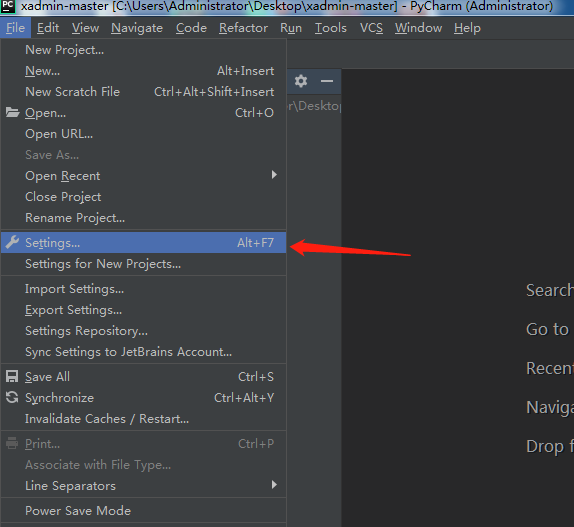 PC xadmin-master [C:\Users\Administrator\Desktop\xadmin-master] - PyCharm (Administrator)
File Edit View Navigate Code Refactor Run Tools VCS Window Help
New Project...
New... Alt+Insert
New Scratch File Ctrl+Alt+Shift+Insert
Open... Ctrl+O
or\Desktop
Open URL...
Save As...
Open Recent
Close Project
Rename Project...
Settings... Alt+F7
Settings for New Projects...
Import Settings...
Export Settings...
Settings Repository...
Sync Settings to JetBrains Account...
Save All Ctrl+S
Synchronize Ctrl+Alt+Y
Invalidate Caches / Restart...
Print... Ctrl+P
Associate with File Type...
Line Separators
Power Save Mode
Search
Go to
Recent
Naviga
Drop f